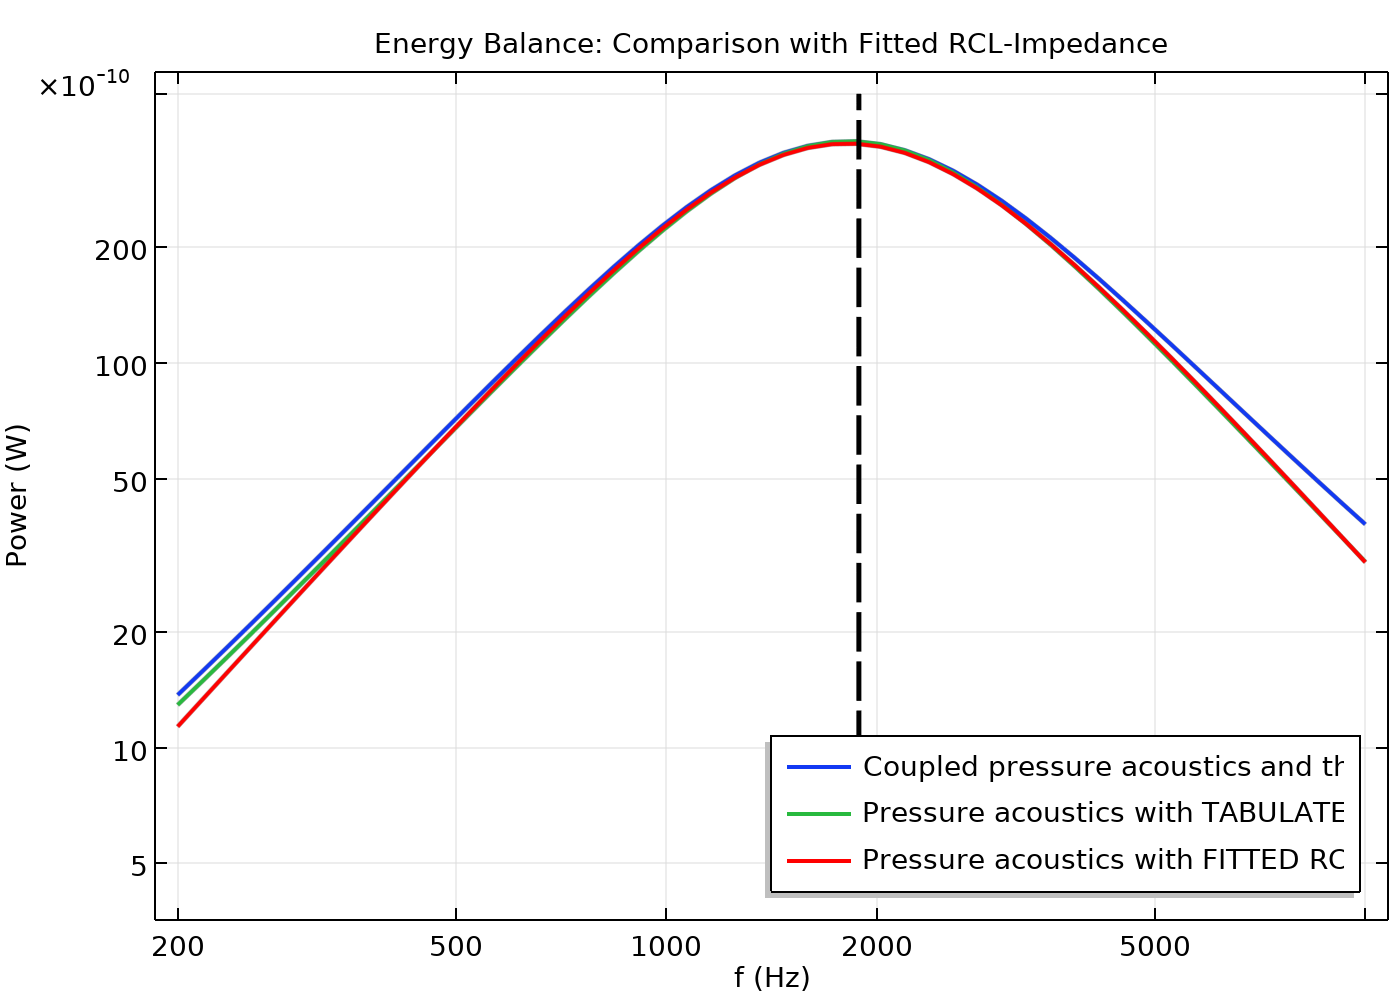 Energy Balance: Comparison with Fitted RCL-Impedance
×10⁻¹⁰
200
100
50
20
10
5
Power (W)
Coupled pressure acoustics and th
Pressure acoustics with TABULATE
Pressure acoustics with FITTED RC
200 500 1000 2000 5000
f (Hz)